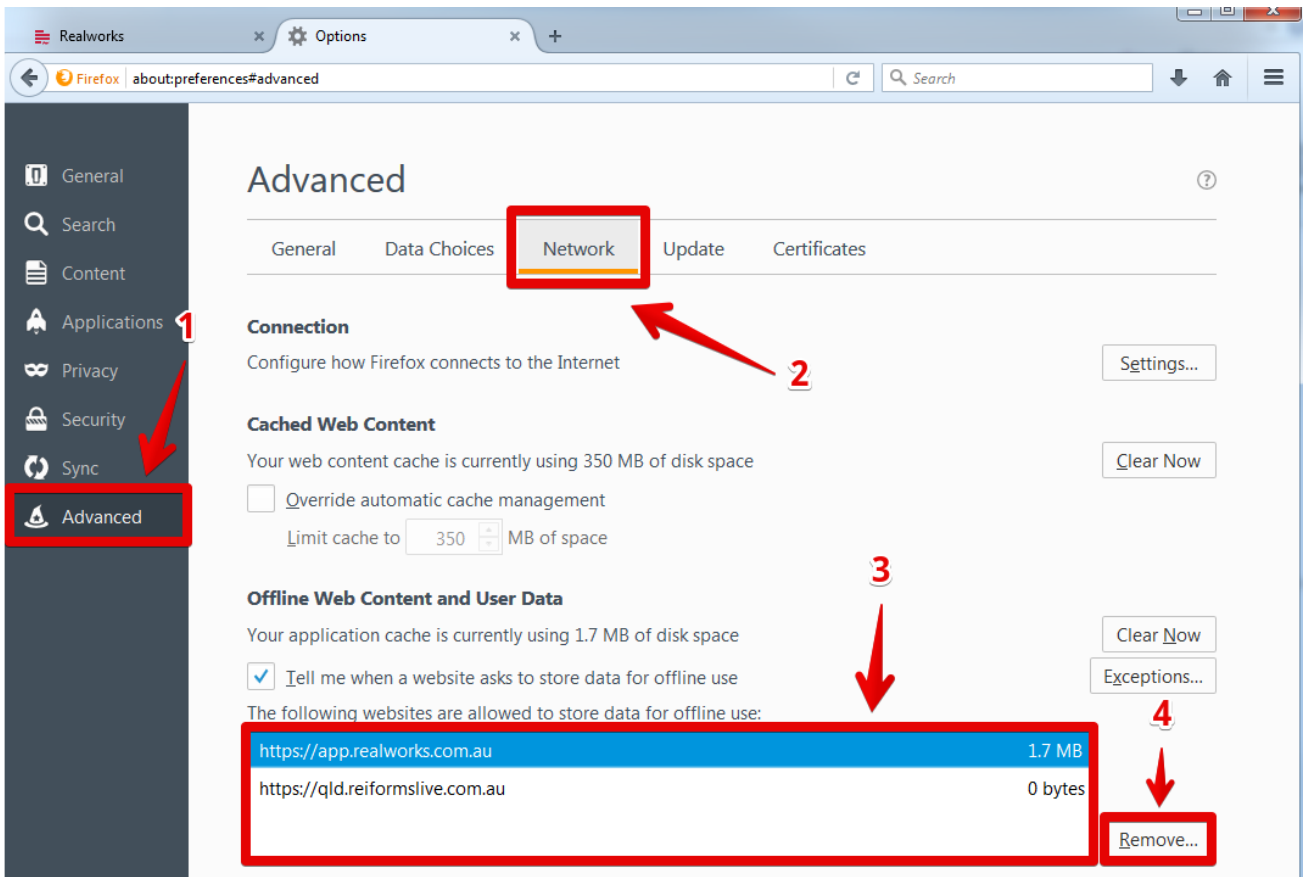 Realworks
Options
Firefox about:preferences#advanced
Search
Advanced
General
Search
Content
Applications
Privacy
Security
Sync
Advanced
1
General Data Choices Network Update Certificates
2
Connection
Configure how Firefox connects to the Internet
Settings...
Cached Web Content
Your web content cache is currently using 350 MB of disk space
Clear Now
Override automatic cache management
Limit cache to 350 MB of space
3
Offline Web Content and User Data
Your application cache is currently using 1.7 MB of disk space
Clear Now
Tell me when a website asks to store data for offline use
Exceptions...
The following websites are allowed to store data for offline use:
4
https://app.realworks.com.au 1.7 MB
https://qld.reiformslive.com.au 0 bytes
Remove...